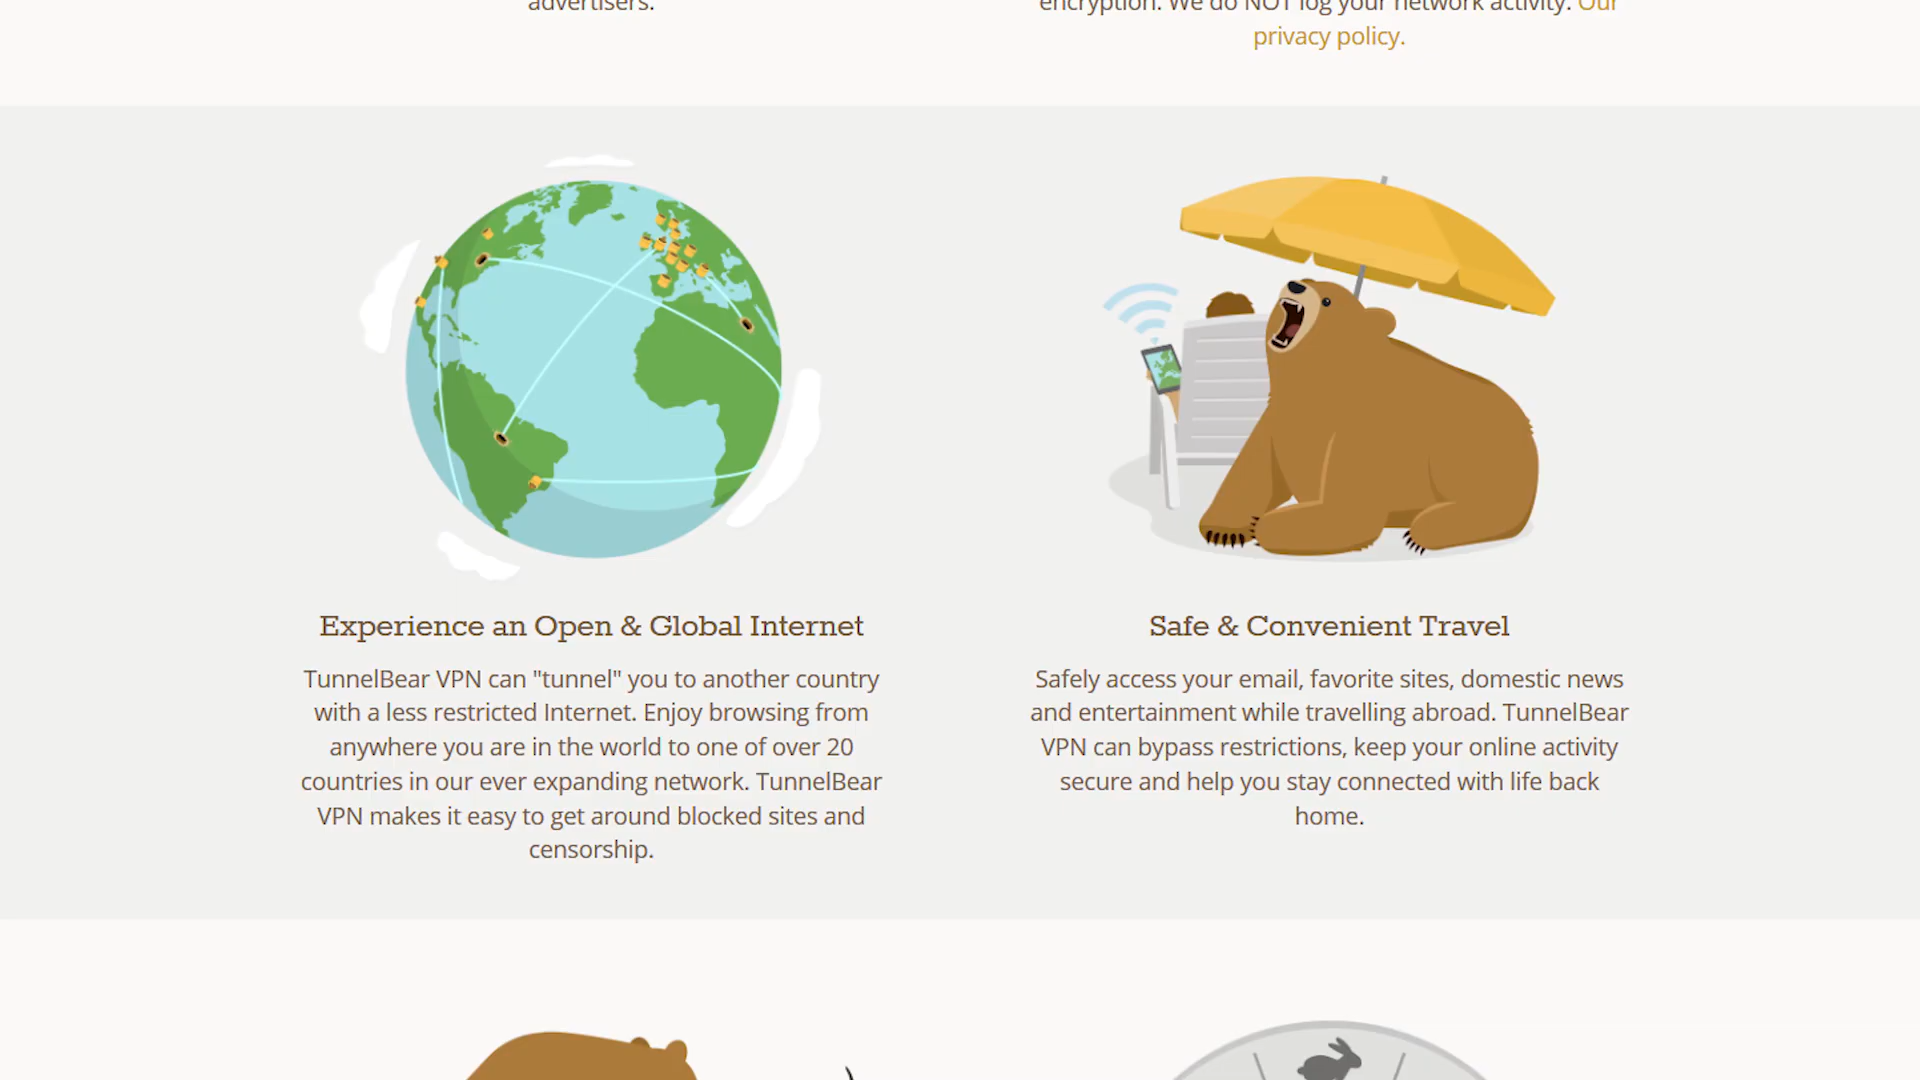 advertisers.
encryption. We do NOT log your network activity. Our
privacy policy.
Experience an Open & Global Internet
TunnelBear VPN can "tunnel" you to another country
with a less restricted Internet. Enjoy browsing from
anywhere you are in the world to one of over 20
countries in our ever expanding network. TunnelBear
VPN makes it easy to get around blocked sites and
censorship.
Safe & Convenient Travel
Safely access your email, favorite sites, domestic news
and entertainment while travelling abroad. TunnelBear
VPN can bypass restrictions, keep your online activity
secure and help you stay connected with life back
home.